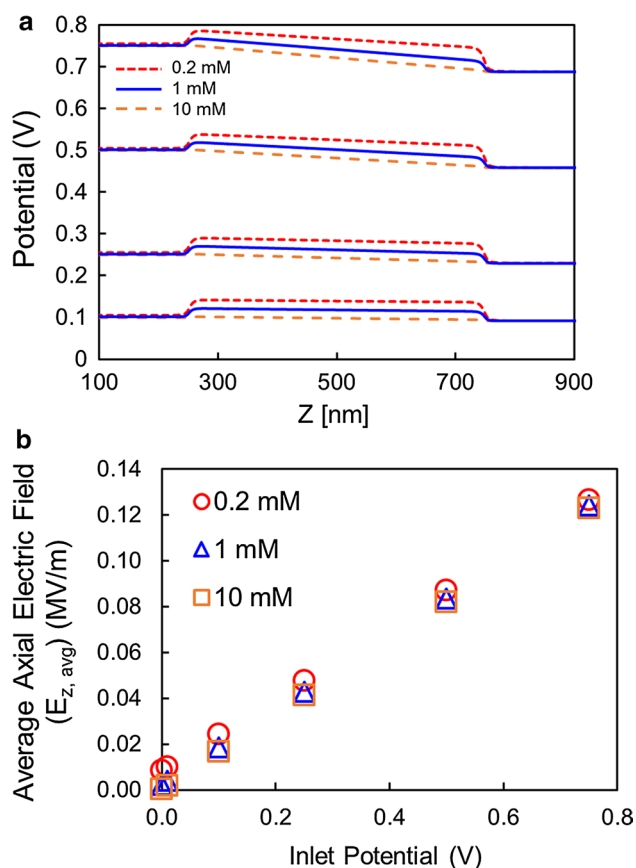 a
0.8
0.7
0.6
0.5
0.4
0.3
0.2
0.1
0
Potential (V)
0.2 mM
1 mM
10 mM
100 300 500 700 900
Z [nm]
b
0.14
0.12
0.10
0.08
0.06
0.04
0.02
0.00
Average Axial Electric Field
(Ez, avg) (MV/m)
0.2 mM
1 mM
10 mM
0.0 0.2 0.4 0.6 0.8
Inlet Potential (V)